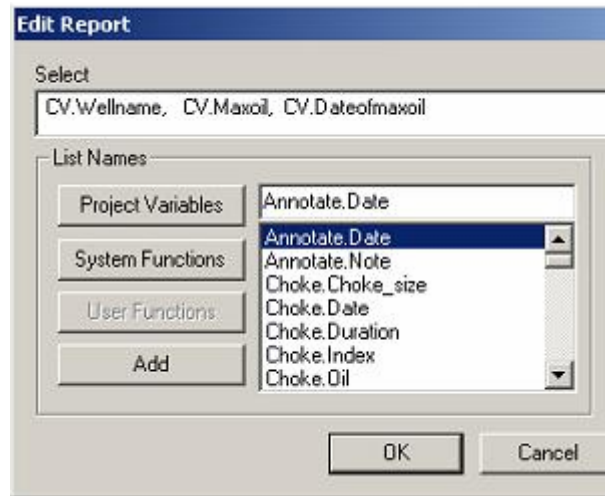 Edit Report
Select
CV.Wellname, CV.Maxoil, CV.Dateofmaxoil
List Names
Project Variables
Annotate.Date
System Functions
Annotate.Date
Annotate.Note
User Functions
Choke.Choke_size
Choke.Date
Choke.Duration
Add
Choke.Index
Choke.Oil
OK
Cancel